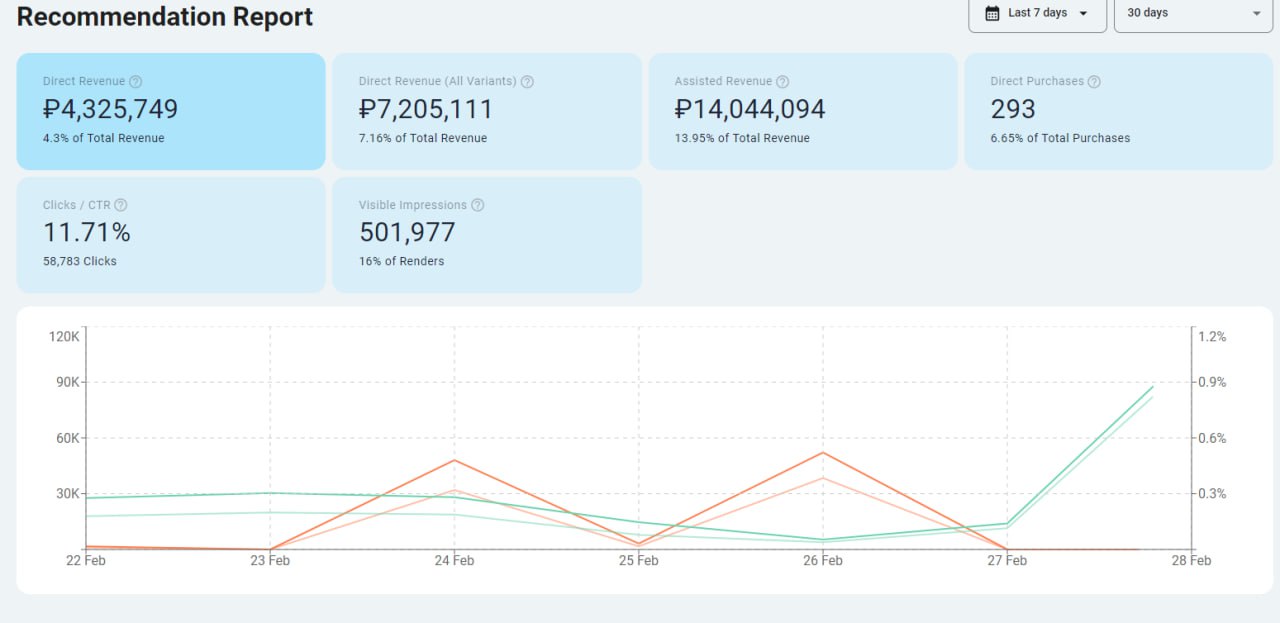 Recommendation Report
Last 7 days
30 days
Direct Revenue
₽4,325,749
4.3% of Total Revenue
Direct Revenue (All Variants)
₽7,205,111
7.16% of Total Revenue
Assisted Revenue
₽14,044,094
13.95% of Total Revenue
Direct Purchases
293
6.65% of Total Purchases
Clicks / CTR
11.71%
58,783 Clicks
Visible Impressions
501,977
16% of Renders
120K
90K
60K
30K
1.2%
0.9%
0.6%
0.3%
22 Feb
23 Feb
24 Feb
25 Feb
26 Feb
27 Feb
28 Feb